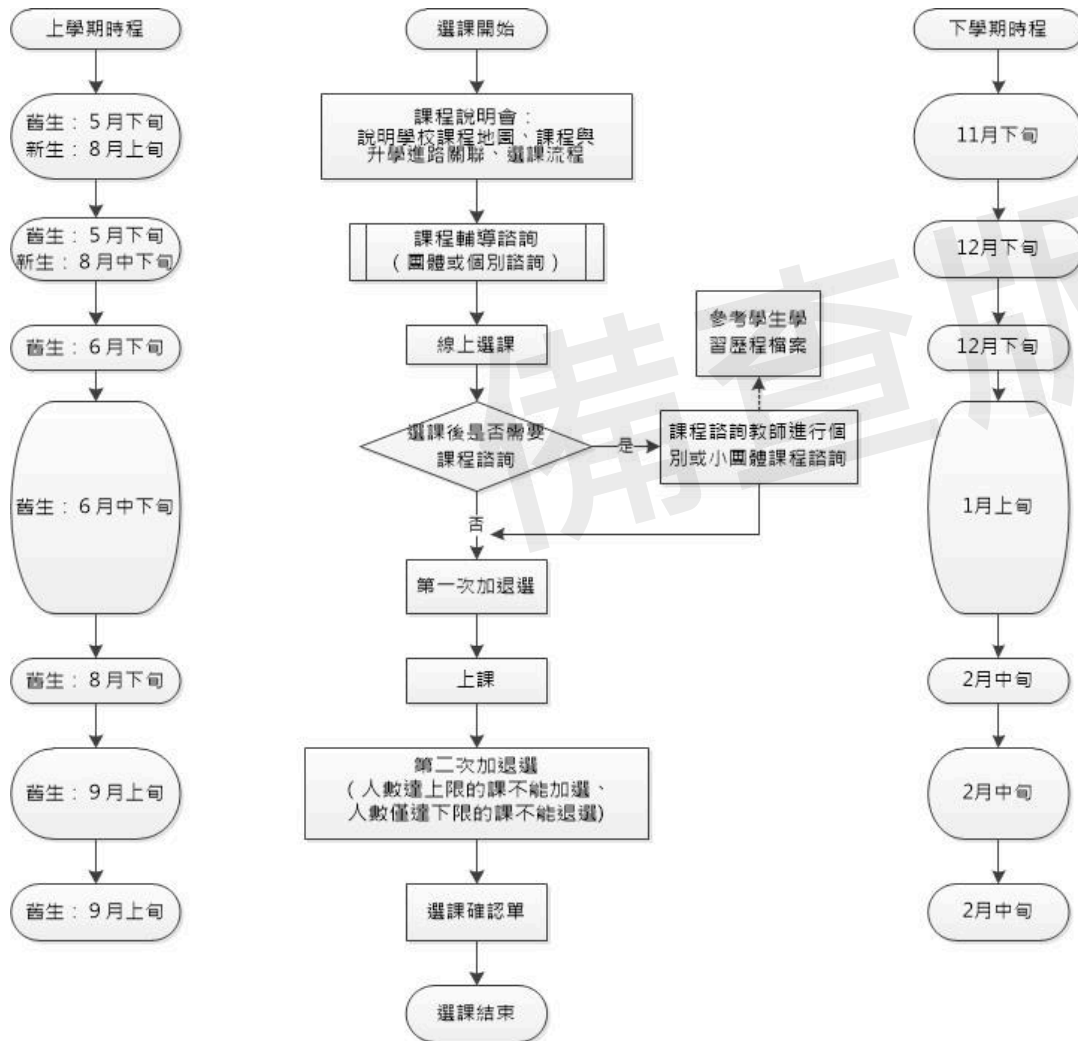 上學期時程
舊生：5月下旬
新生：8月上旬
舊生：5月下旬
新生：8月中下旬
舊生：6月下旬
舊生：6月中下旬
舊生：8月下旬
舊生：9月上旬
舊生：9月上旬
選課開始
課程說明會：
說明學校課程地圖、課程與
升學進路關聯、選課流程
課程輔導諮詢
（團體或個別諮詢）
線上選課
選課後是否需要
課程諮詢
是
課程諮詢教師進行個
別或小團體課程諮詢
參考學生學
習歷程檔案
否
第一次加退選
上課
第二次加退選
（人數達上限的課不能加選、
人數僅達下限的課不能退選)
選課確認單
選課結束
下學期時程
11月下旬
12月下旬
12月下旬
1月上旬
2月中旬
2月中旬
2月中旬
備查版